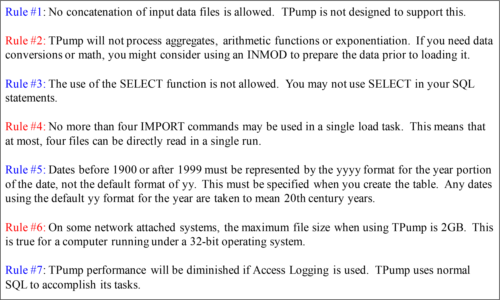 Rule #1: No concatenation of input data files is allowed. TPump is not designed to support this.
Rule #2: TPump will not process aggregates, arithmetic functions or exponentiation. If you need data
conversions or math, you might consider using an INMOD to prepare the data prior to loading it.
Rule #3: The use of the SELECT function is not allowed. You may not use SELECT in your SQL
statements.
Rule #4: No more than four IMPORT commands may be used in a single load task. This means that
at most, four files can be directly read in a single run.
Rule #5: Dates before 1900 or after 1999 must be represented by the yyyy format for the year portion
of the date, not the default format of yy. This must be specified when you create the table. Any dates
using the default yy format for the year are taken to mean 20th century years.
Rule #6: On some network attached systems, the maximum file size when using TPump is 2GB. This
is true for a computer running under a 32-bit operating system.
Rule #7: TPump performance will be diminished if Access Logging is used. TPump uses normal
SQL to accomplish its tasks.